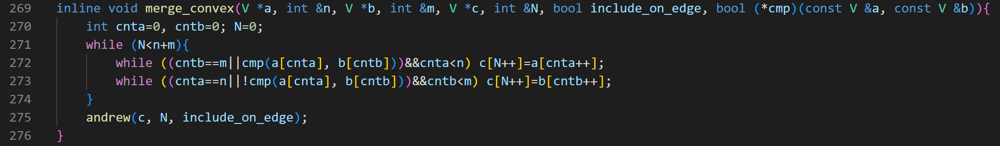 269 inline void merge_convex(V *a, int &n, V *b, int &m, V *c, int &N, bool include_on_edge, bool (*cmp)(const V &a, const V &b)){
270     int cnta=0, cntb=0; N=0;
271     while (N<n+m){
272         while ((cntb==m||cmp(a[cnta], b[cntb]))&&cnta<n) c[N++]=a[cnta++];
273         while ((cnta==n||!cmp(a[cnta], b[cntb]))&&cntb<m) c[N++]=b[cntb++];
274     }
275     andrew(c, N, include_on_edge);
276 }